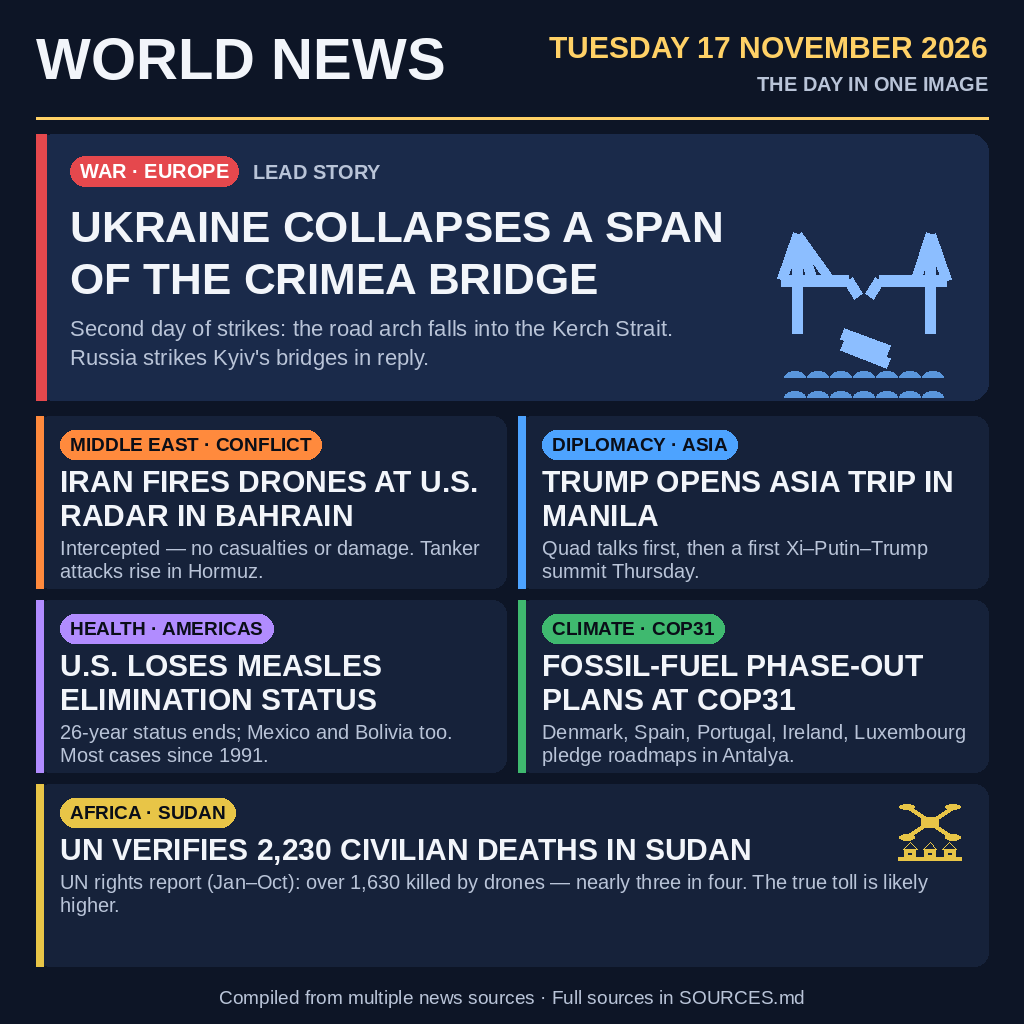 WORLD NEWS
TUESDAY 17 NOVEMBER 2026
THE DAY IN ONE IMAGE
WAR · EUROPE
LEAD STORY
UKRAINE COLLAPSES A SPAN
OF THE CRIMEA BRIDGE
Second day of strikes: the road arch falls into the Kerch Strait.
Russia strikes Kyiv's bridges in reply.
MIDDLE EAST · CONFLICT
IRAN FIRES DRONES AT U.S.
RADAR IN BAHRAIN
Intercepted — no casualties or damage. Tanker
attacks rise in Hormuz.
DIPLOMACY · ASIA
TRUMP OPENS ASIA TRIP IN
MANILA
Quad talks first, then a first Xi–Putin–Trump
summit Thursday.
HEALTH · AMERICAS
U.S. LOSES MEASLES
ELIMINATION STATUS
26-year status ends; Mexico and Bolivia too.
Most cases since 1991.
CLIMATE · COP31
FOSSIL-FUEL PHASE-OUT
PLANS AT COP31
Denmark, Spain, Portugal, Ireland, Luxembourg
pledge roadmaps in Antalya.
AFRICA · SUDAN
UN VERIFIES 2,230 CIVILIAN DEATHS IN SUDAN
UN rights report (Jan–Oct): over 1,630 killed by drones — nearly three in four. The true toll is likely
higher.
Compiled from multiple news sources · Full sources in SOURCES.md